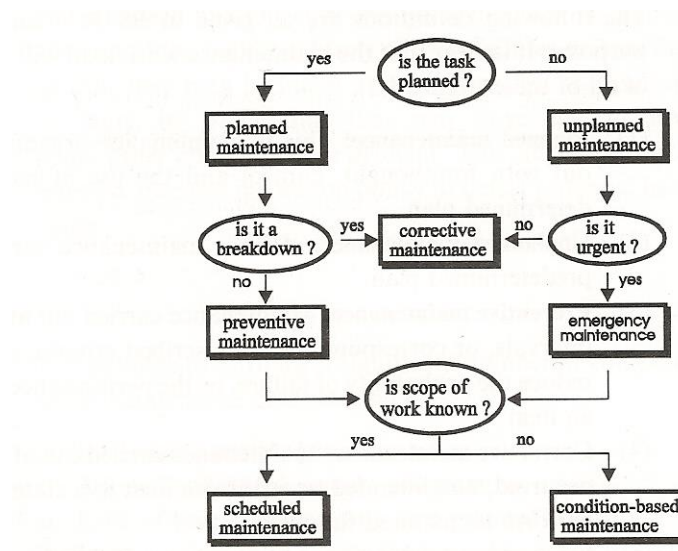 is the task
planned ?
yes
no
planned
maintenance
unplanned
maintenance
is it a
breakdown ?
yes
corrective
maintenance
no
is it
urgent ?
no
yes
preventive
maintenance
emergency
maintenance
is scope of
work known ?
yes
no
scheduled
maintenance
condition-based
maintenance